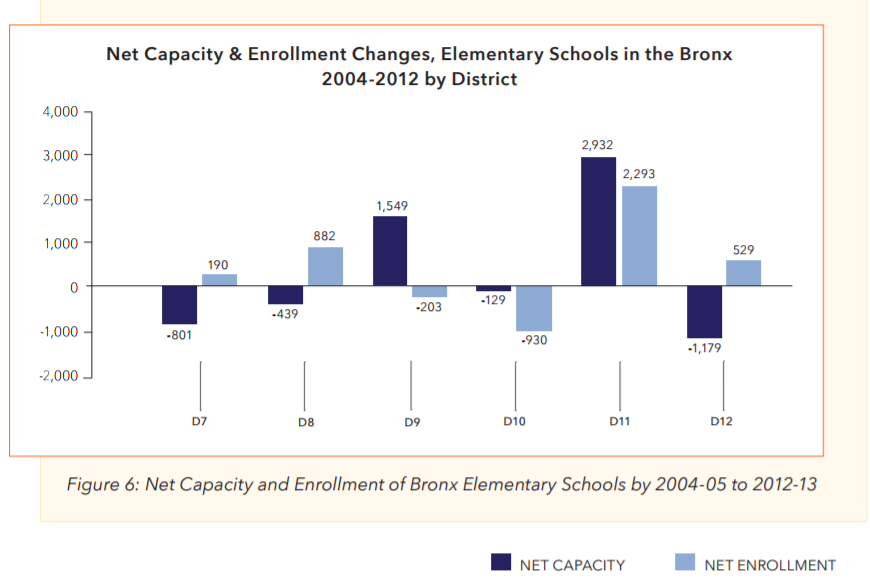 Net Capacity & Enrollment Changes, Elementary Schools in the Bronx
2004-2012 by District
4,000
3,000
2,000
1,000
0
-1,000
-2,000
-801
190
-439
882
1,549
-203
-129
-930
2,932
2,293
-1,179
529
D7
D8
D9
D10
D11
D12
Figure 6: Net Capacity and Enrollment of Bronx Elementary Schools by 2004-05 to 2012-13
NET CAPACITY
NET ENROLLMENT